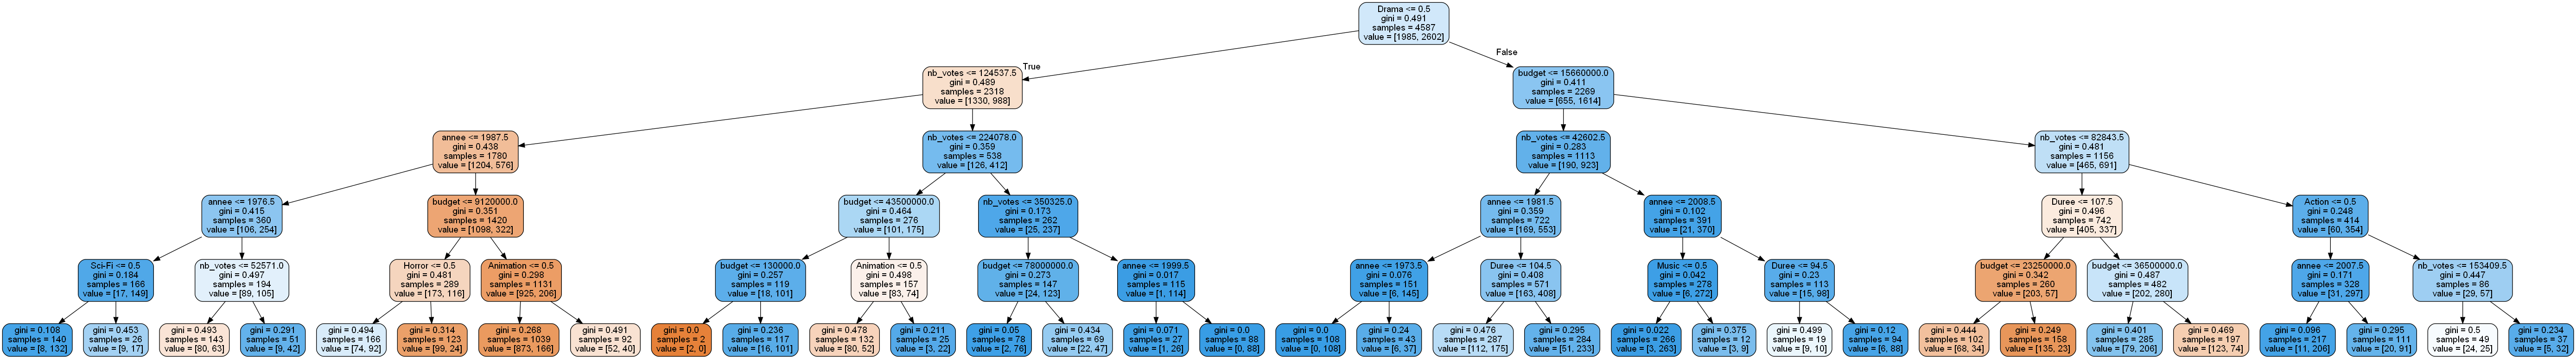 Drama <= 0.5
gini = 0.491
samples = 4587
value = [1985, 2602]
True
False
nb_votes <= 124537.5
gini = 0.489
samples = 2318
value = [1330, 988]
budget <= 15660000.0
gini = 0.411
samples = 2269
value = [655, 1614]
annee <= 1987.5
gini = 0.438
samples = 1780
value = [1204, 576]
nb_votes <= 224078.0
gini = 0.359
samples = 538
value = [126, 412]
nb_votes <= 42602.5
gini = 0.283
samples = 1113
value = [190, 923]
nb_votes <= 82843.5
gini = 0.481
samples = 1156
value = [465, 691]
annee <= 1976.5
gini = 0.415
samples = 360
value = [106, 254]
budget <= 9120000.0
gini = 0.351
samples = 1420
value = [1098, 322]
budget <= 43500000.0
gini = 0.464
samples = 276
value = [101, 175]
nb_votes <= 350325.0
gini = 0.173
samples = 262
value = [25, 237]
annee <= 1981.5
gini = 0.359
samples = 722
value = [169, 553]
annee <= 2008.5
gini = 0.102
samples = 391
value = [21, 370]
Duree <= 107.5
gini = 0.496
samples = 742
value = [405, 337]
Action <= 0.5
gini = 0.248
samples = 414
value = [60, 354]
Sci-Fi <= 0.5
gini = 0.184
samples = 166
value = [17, 149]
nb_votes <= 52571.0
gini = 0.497
samples = 194
value = [89, 105]
Horror <= 0.5
gini = 0.481
samples = 289
value = [173, 116]
Animation <= 0.5
gini = 0.298
samples = 1131
value = [925, 206]
budget <= 130000.0
gini = 0.257
samples = 119
value = [18, 101]
Animation <= 0.5
gini = 0.498
samples = 157
value = [83, 74]
budget <= 78000000.0
gini = 0.273
samples = 147
value = [24, 123]
annee <= 1999.5
gini = 0.017
samples = 115
value = [1, 114]
annee <= 1973.5
gini = 0.076
samples = 151
value = [6, 145]
Duree <= 104.5
gini = 0.408
samples = 571
value = [163, 408]
Music <= 0.5
gini = 0.042
samples = 278
value = [6, 272]
Duree <= 94.5
gini = 0.23
samples = 113
value = [15, 98]
budget <= 23250000.0
gini = 0.342
samples = 260
value = [203, 57]
budget <= 36500000.0
gini = 0.487
samples = 482
value = [202, 280]
annee <= 2007.5
gini = 0.171
samples = 328
value = [31, 297]
nb_votes <= 153409.5
gini = 0.447
samples = 86
value = [29, 57]
gini = 0.108
samples = 140
value = [8, 132]
gini = 0.453
samples = 26
value = [9, 17]
gini = 0.493
samples = 143
value = [80, 63]
gini = 0.291
samples = 51
value = [9, 42]
gini = 0.494
samples = 166
value = [74, 92]
gini = 0.314
samples = 123
value = [99, 24]
gini = 0.268
samples = 1039
value = [873, 166]
gini = 0.491
samples = 92
value = [52, 40]
gini = 0.0
samples = 2
value = [2, 0]
gini = 0.236
samples = 117
value = [16, 101]
gini = 0.478
samples = 132
value = [80, 52]
gini = 0.211
samples = 25
value = [3, 22]
gini = 0.05
samples = 78
value = [2, 76]
gini = 0.434
samples = 69
value = [22, 47]
gini = 0.071
samples = 27
value = [1, 26]
gini = 0.0
samples = 88
value = [0, 88]
gini = 0.0
samples = 108
value = [0, 108]
gini = 0.24
samples = 43
value = [6, 37]
gini = 0.476
samples = 287
value = [112, 175]
gini = 0.295
samples = 284
value = [51, 233]
gini = 0.022
samples = 266
value = [3, 263]
gini = 0.375
samples = 12
value = [3, 9]
gini = 0.499
samples = 19
value = [9, 10]
gini = 0.12
samples = 94
value = [6, 88]
gini = 0.444
samples = 102
value = [68, 34]
gini = 0.249
samples = 158
value = [135, 23]
gini = 0.401
samples = 285
value = [79, 206]
gini = 0.469
samples = 197
value = [123, 74]
gini = 0.096
samples = 217
value = [11, 206]
gini = 0.295
samples = 111
value = [20, 91]
gini = 0.5
samples = 49
value = [24, 25]
gini = 0.234
samples = 37
value = [5, 32]